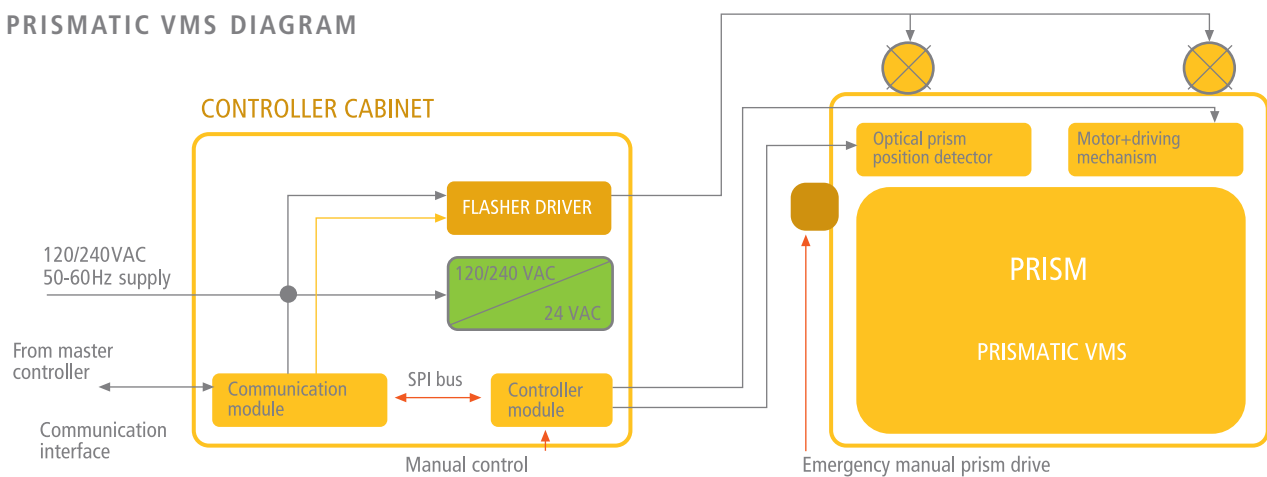 PRISMATIC VMS DIAGRAM
CONTROLLER CABINET
FLASHER DRIVER
120/240VAC
50-60Hz supply
120/240 VAC
24 VAC
From master
controller
Communication
module
SPI bus
Controller
module
Communication
interface
Manual control
Optical prism
position detector
Motor+driving
mechanism
PRISM
PRISMATIC VMS
Emergency manual prism drive